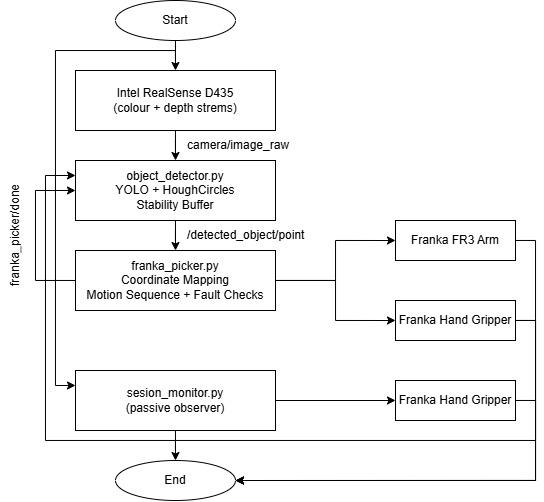 Start
Intel RealSense D435
(colour + depth strems)
camera/image_raw
object_detector.py
YOLO + HoughCircles
Stability Buffer
franka_picker/done
/detected_object/point
franka_picker.py
Coordinate Mapping
Motion Sequence + Fault Checks
Franka FR3 Arm
Franka Hand Gripper
sesion_monitor.py
(passive observer)
Franka Hand Gripper
End